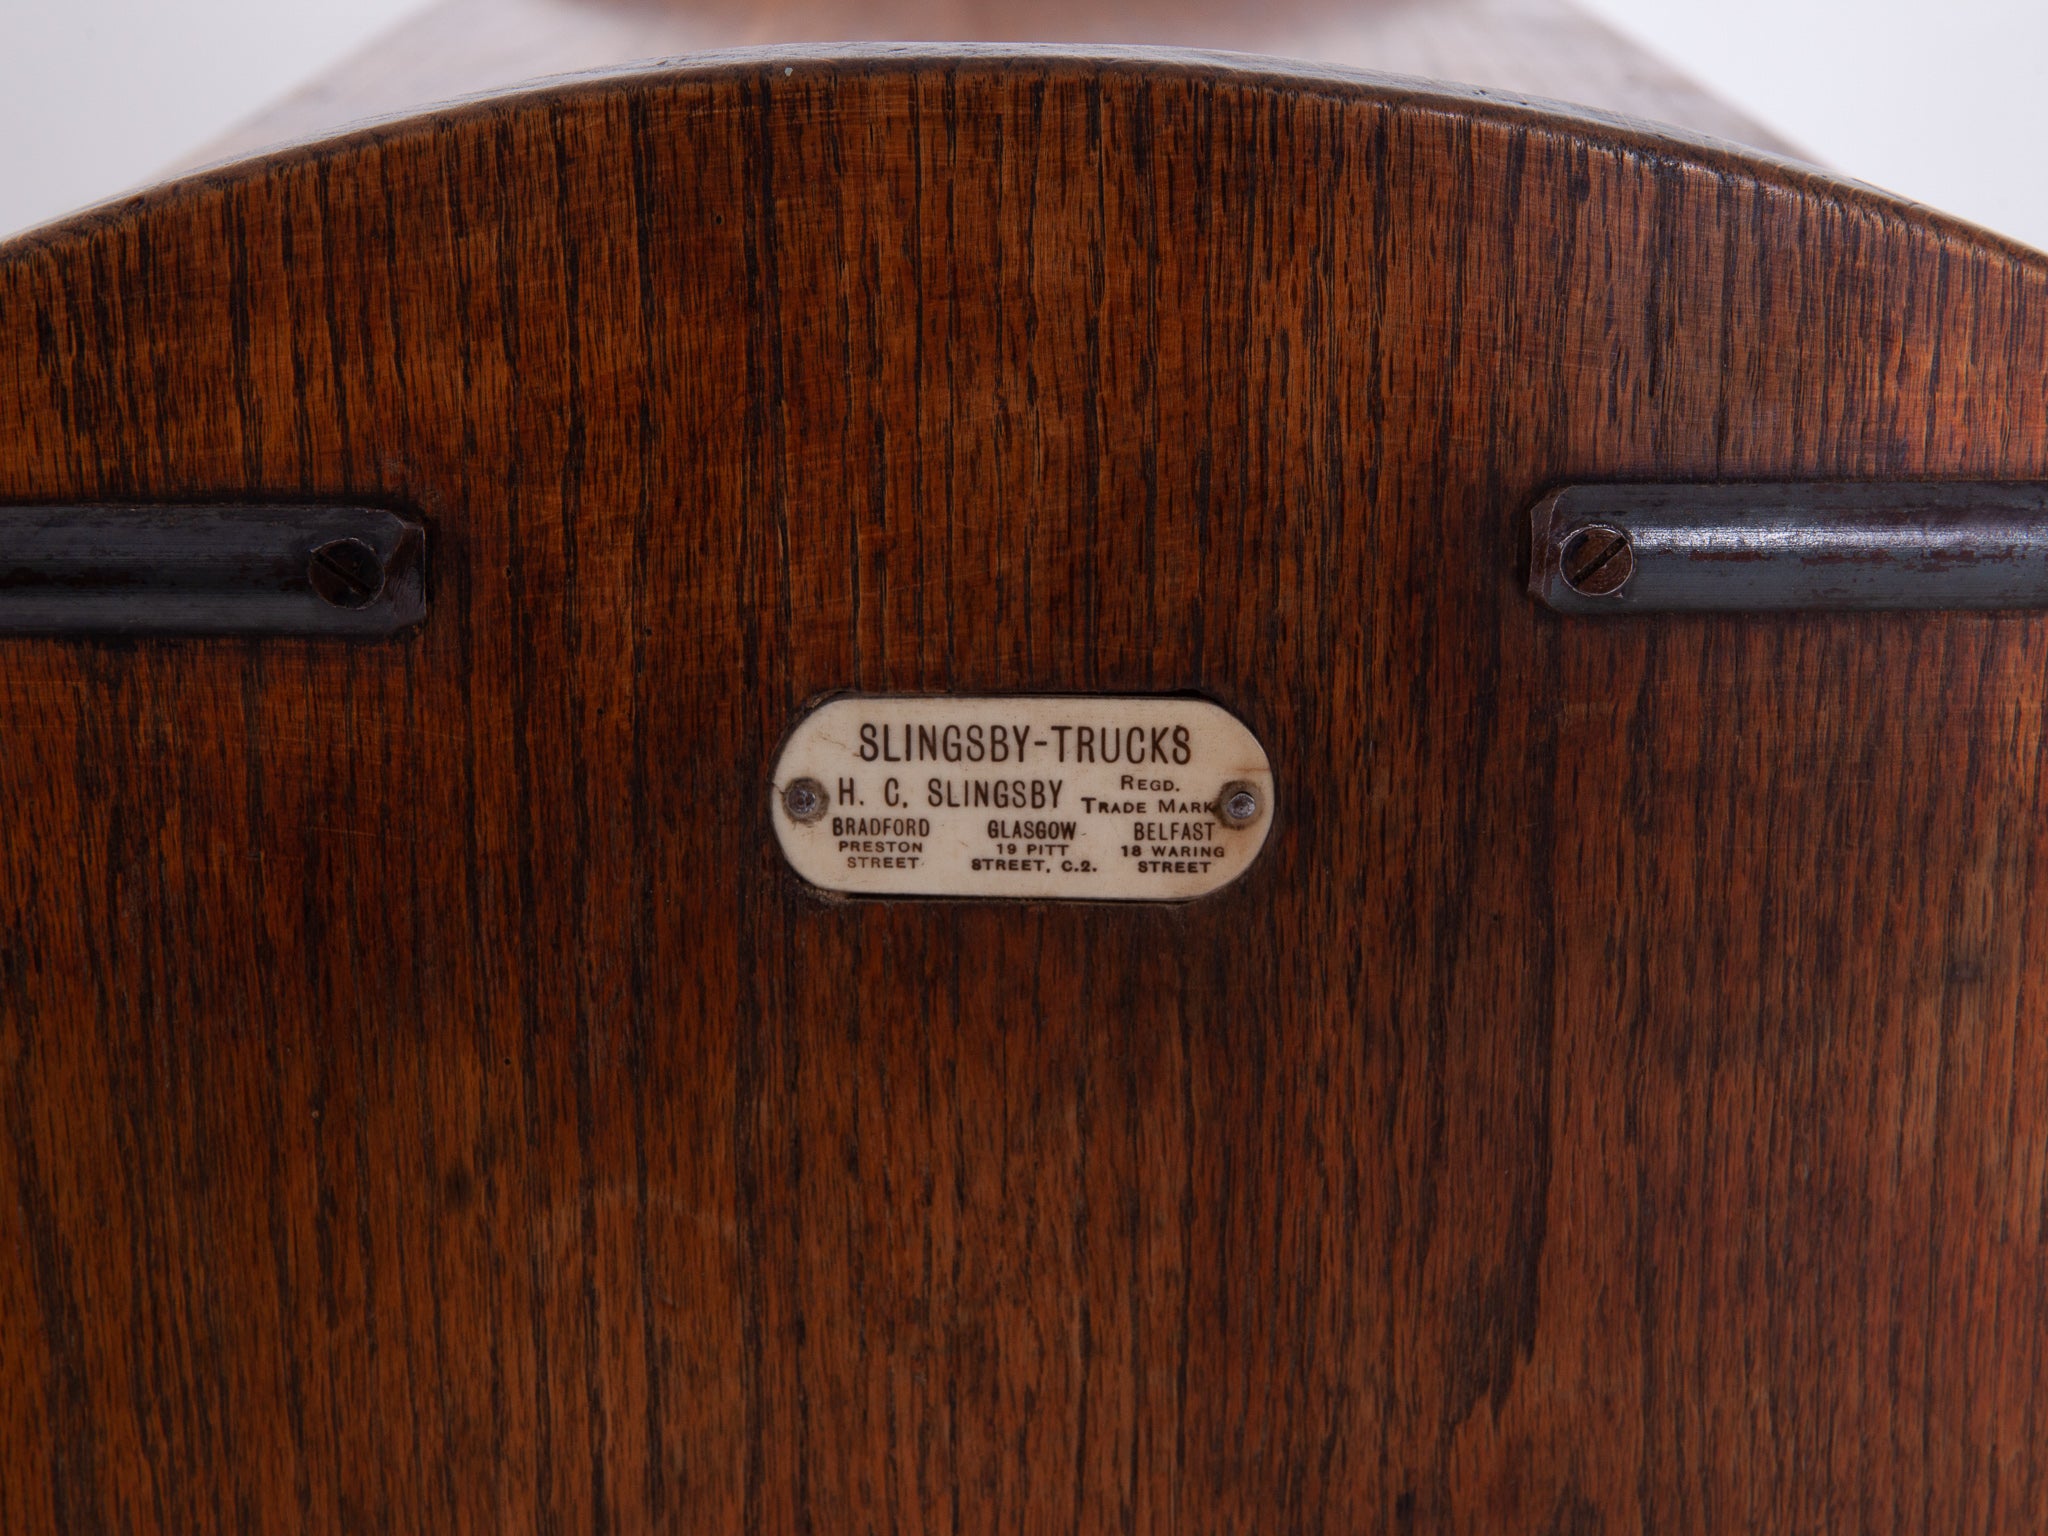 SLINGSBY-TRUCKS
H. C. SLINGSBY REGD. TRADE MARK
BRADFORD GLASGOW BELFAST
PRESTON 19 PITT 18 WARING
STREET STREET, C.2. STREET